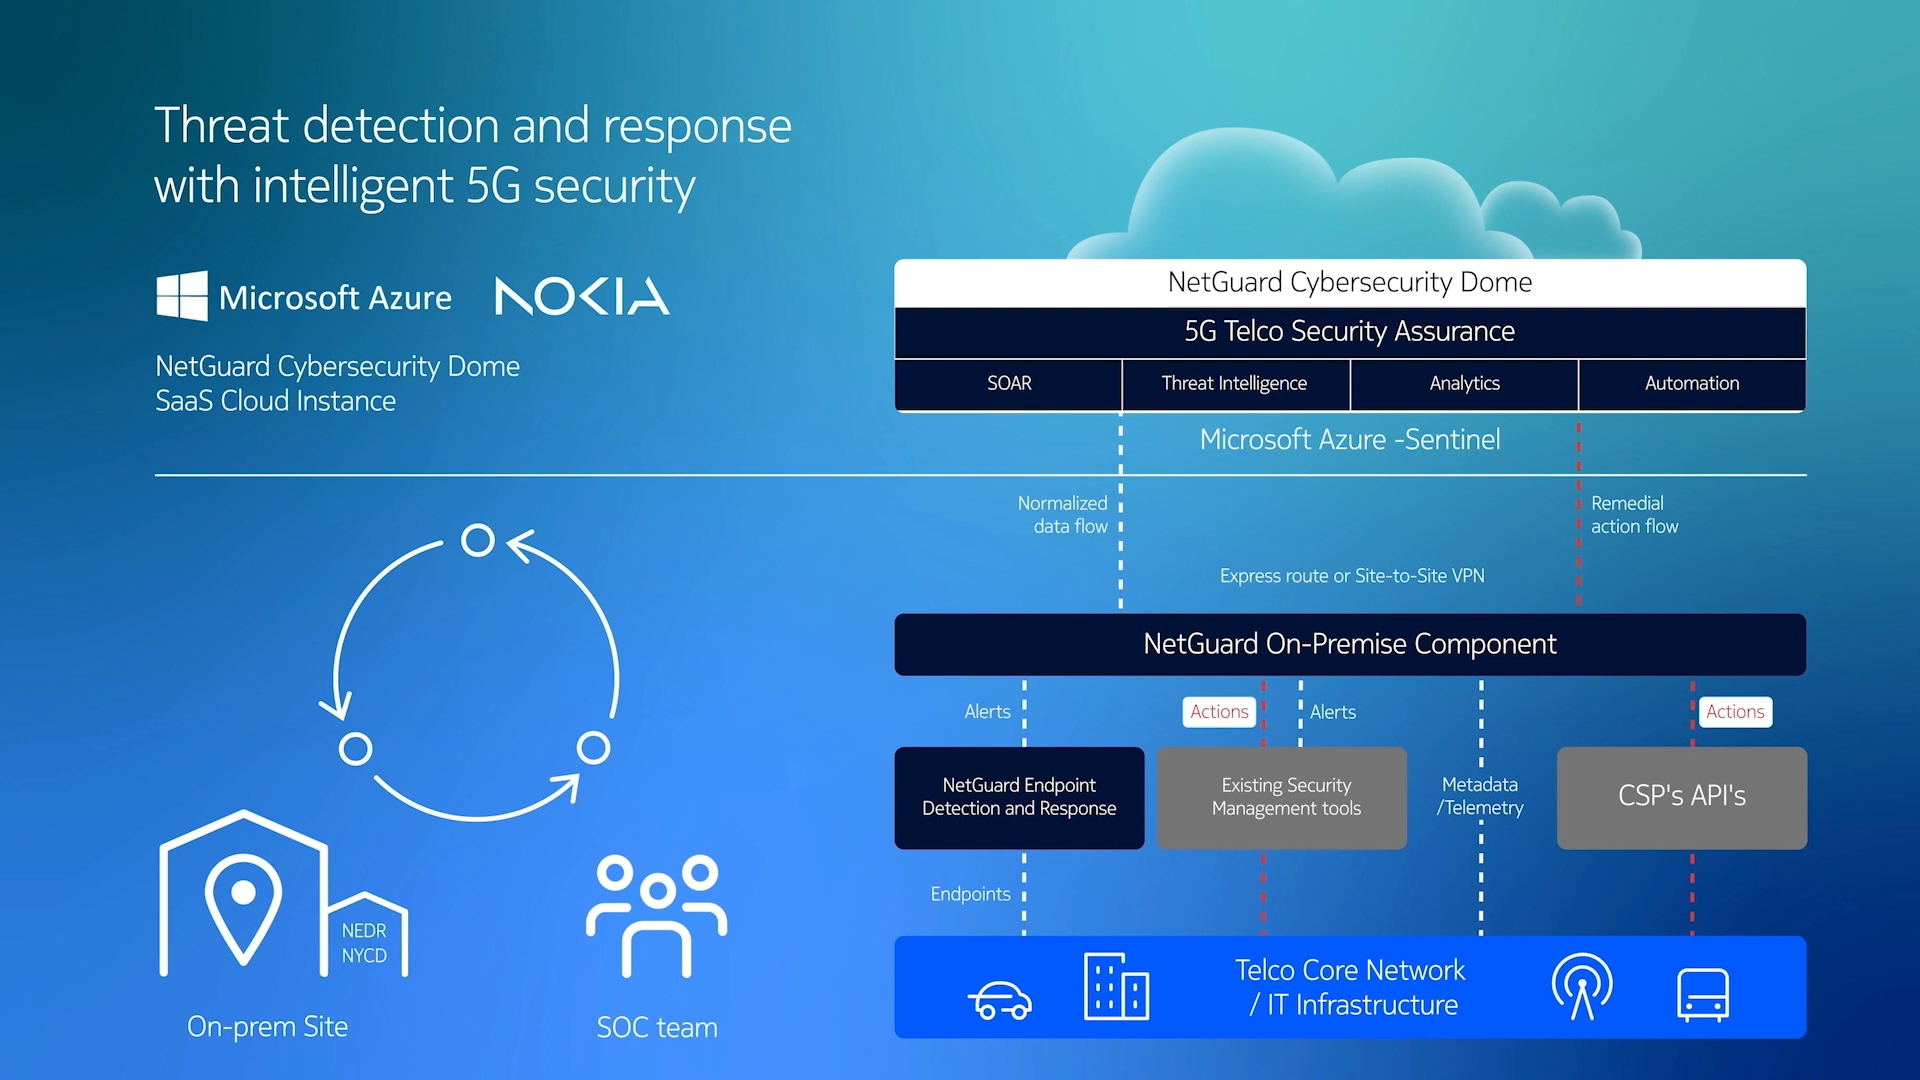 Threat detection and response
with intelligent 5G security
Microsoft Azure
NOKIA
NetGuard Cybersecurity Dome
SaaS Cloud Instance
NetGuard Cybersecurity Dome
5G Telco Security Assurance
SOAR
Threat Intelligence
Analytics
Automation
Microsoft Azure -Sentinel
Normalized
data flow
Remedial
action flow
Express route or Site-to-Site VPN
NetGuard On-Premise Component
Alerts
Actions
Alerts
Actions
NetGuard Endpoint
Detection and Response
Existing Security
Management tools
Metadata
/Telemetry
CSP's API's
Endpoints
Telco Core Network
/ IT Infrastructure
NEDR
NYCD
On-prem Site
SOC team